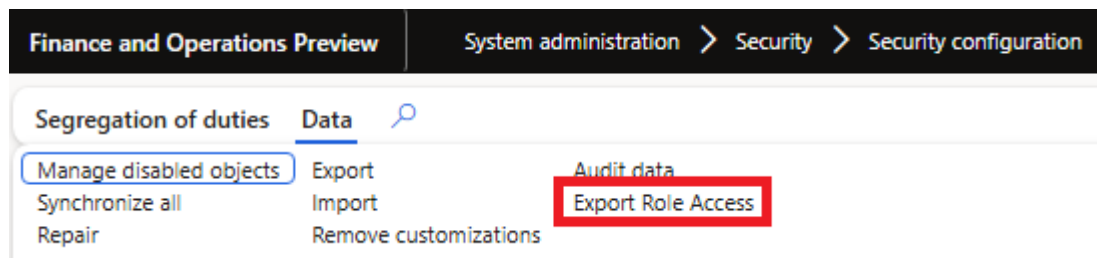 Finance and Operations Preview System administration > Security > Security configuration
Segregation of duties Data
Manage disabled objects Export Audit data
Synchronize all Import Export Role Access
Repair Remove customizations